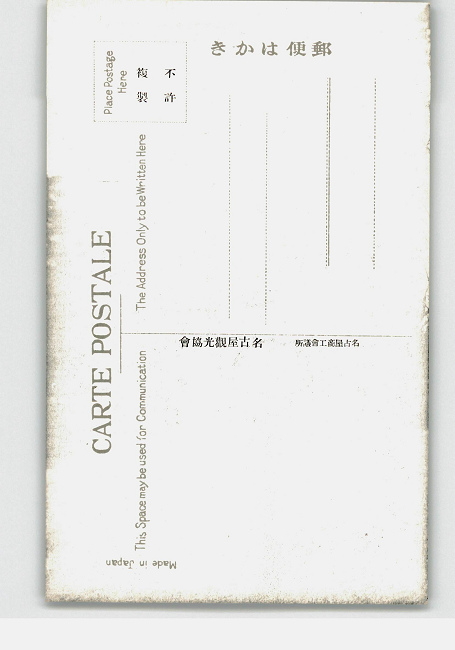 郵便はかき
不許
複製
Place Postage
Here
CARTE POSTALE
The Address Only to be Written Here
This Space may be used for Communication
名古屋觀光協會
名古屋商工會議所
Made in Japan